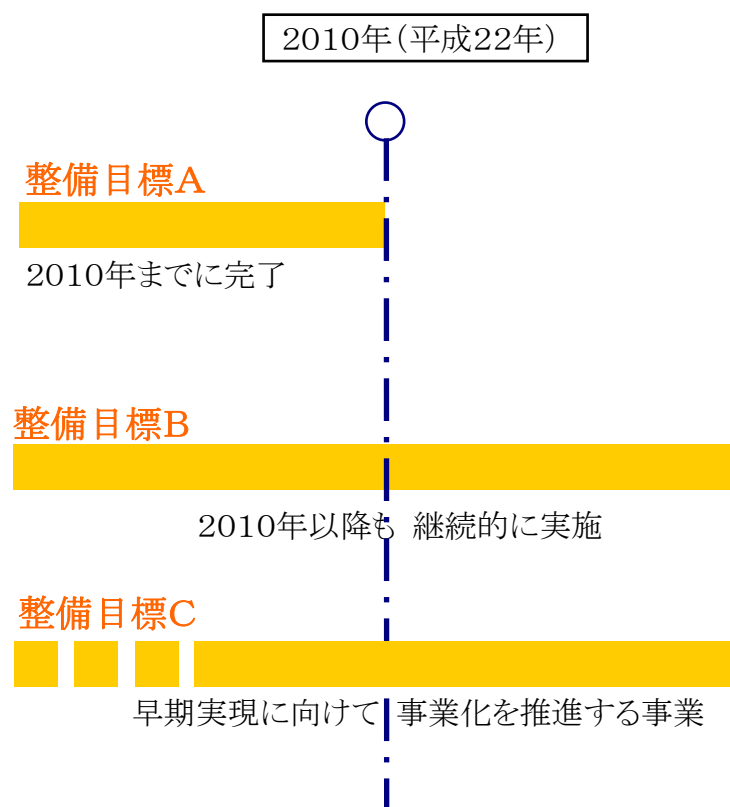 2010年(平成22年)
整備目標A
2010年までに完了
整備目標B
2010年以降も 継続的に実施
整備目標C
早期実現に向けて 事業化を推進する事業